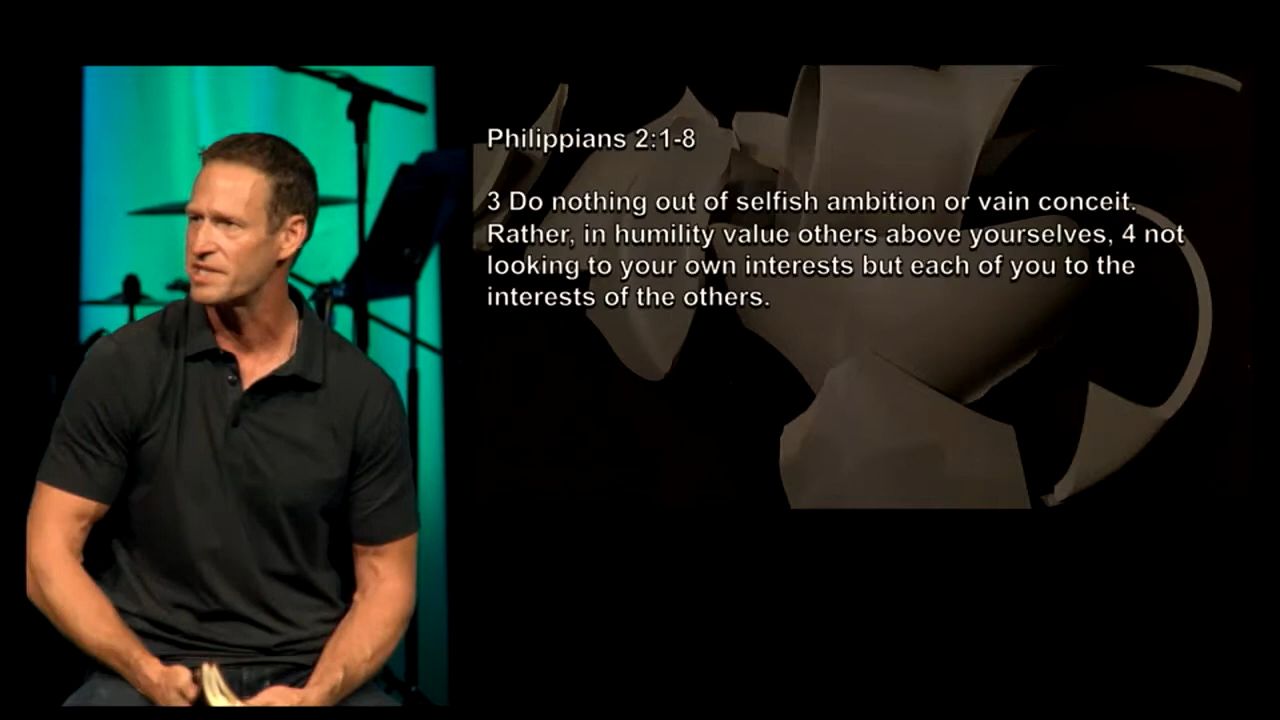 Philippians 2:1-8
3 Do nothing out of selfish ambition or vain conceit.
Rather, in humility value others above yourselves, 4 not
looking to your own interests but each of you to the
interests of the others.